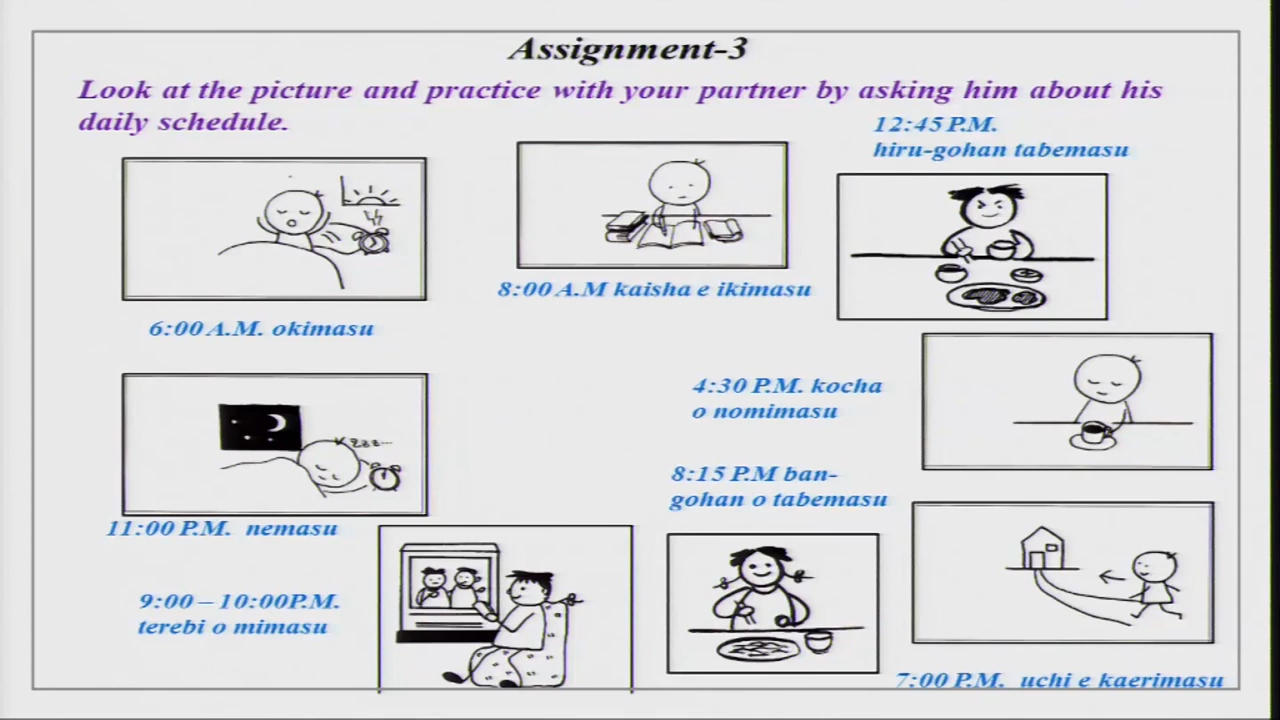 Assignment-3
Look at the picture and practice with your partner by asking him about his
daily schedule.
12:45 P.M.
hiru-gohan tabemasu
8:00 A.M kaisha e ikimasu
6:00 A.M. okimasu
4:30 P.M. kocha
o nomimasu
zzz...
8:15 P.M ban-
gohan o tabemasu
11:00 P.M. nemasu
9:00 – 10:00P.M.
terebi o mimasu
7:00 P.M. uchi e kaerimasu